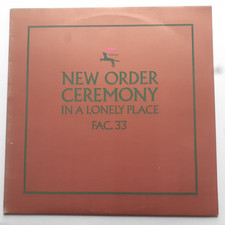 NEW ORDER
CEREMONY
IN A LONELY PLACE
FAC. 33